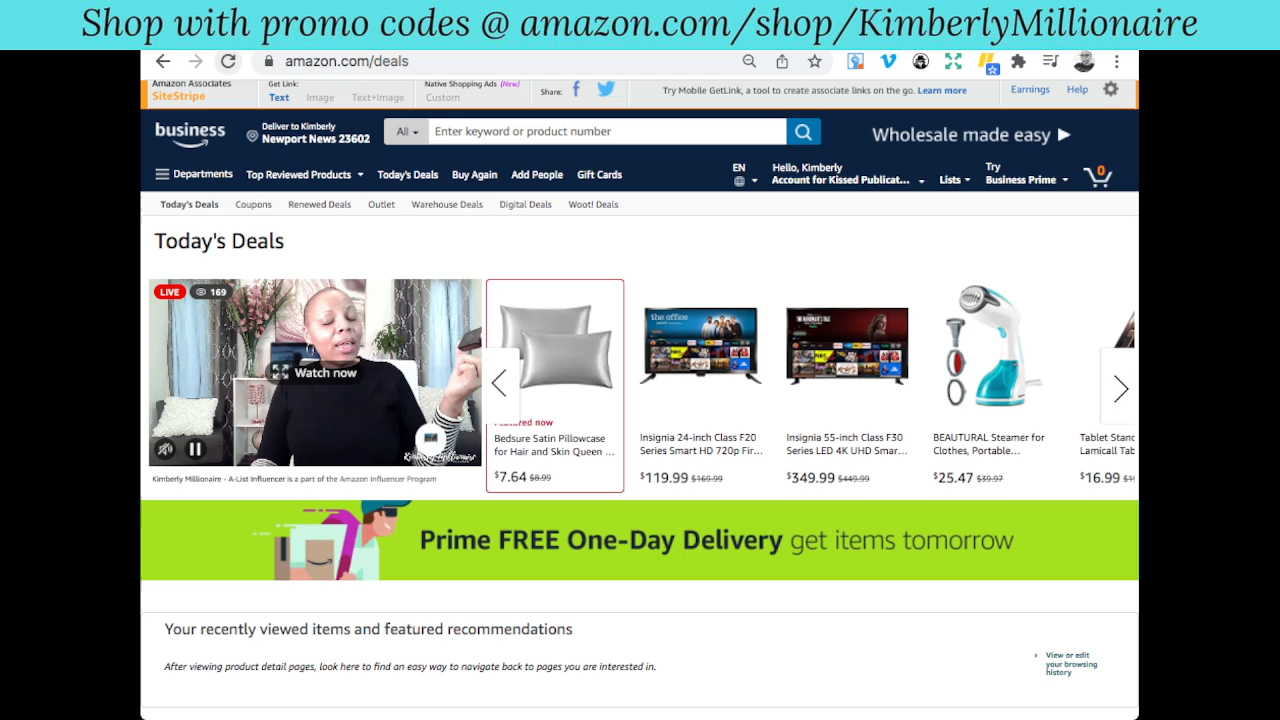 Shop with promo codes @ amazon.com/shop/KimberlyMillionaire
amazon.com/deals
Amazon Associates
SiteStripe
Get Link:
Text Image Text+Image
Native Shopping Ads (New)
Custom
Share:
Try Mobile GetLink, a tool to create associate links on the go. Learn more
Earnings Help
business
Deliver to Kimberly
Newport News 23602
All
Enter keyword or product number
Wholesale made easy
Departments Top Reviewed Products Today's Deals Buy Again Add People Gift Cards
EN
Hello, Kimberly
Account for Kissed Publicat...
Lists
Try
Business Prime
0
Today's Deals Coupons Renewed Deals Outlet Warehouse Deals Digital Deals Woot! Deals
Today's Deals
LIVE 169
Watch now
Kimberly Millionaire - A-List Influencer is a part of the Amazon Influencer Program
Bedsure Satin Pillowcase
for Hair and Skin Queen ...
$7.64 $8.99
the office
Insignia 24-inch Class F20
Series Smart HD 720p Fir...
$119.99 $169.99
Insignia 55-inch Class F30
Series LED 4K UHD Smar...
$349.99 $449.99
BEAUTURAL Steamer for
Clothes, Portable...
$25.47 $39.97
Tablet Stand
Lamicall Tab
$16.99
Prime FREE One-Day Delivery get items tomorrow
Your recently viewed items and featured recommendations
After viewing product detail pages, look here to find an easy way to navigate back to pages you are interested in.
View or edit
your browsing
history